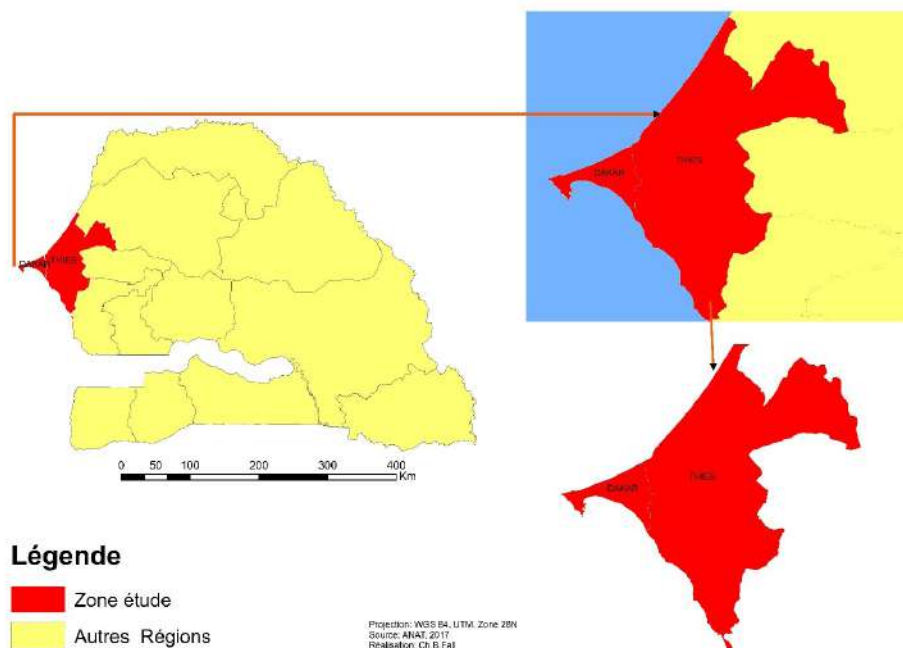 DAKAR THIES
DAKAR THIES
DAKAR THIES
0 50 100 200 300 400
Km
Légende
Zone étude
Autres Régions
Projection: WGS 84, UTM, Zone 28N
Source: ANAT, 2017
Réalisation: Ch.B.Fall